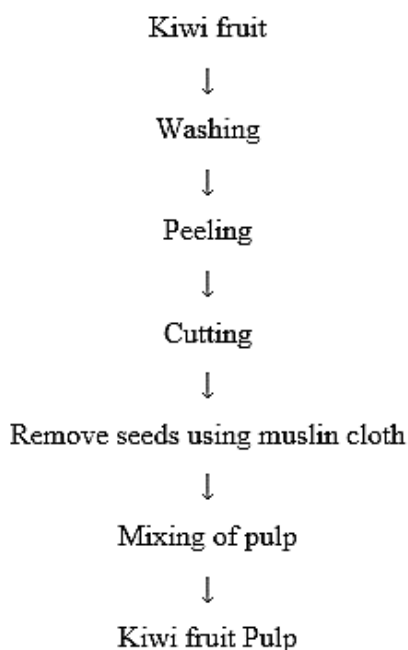 Kiwi fruit
↓
Washing
↓
Peeling
↓
Cutting
↓
Remove seeds using muslin cloth
↓
Mixing of pulp
↓
Kiwi fruit Pulp